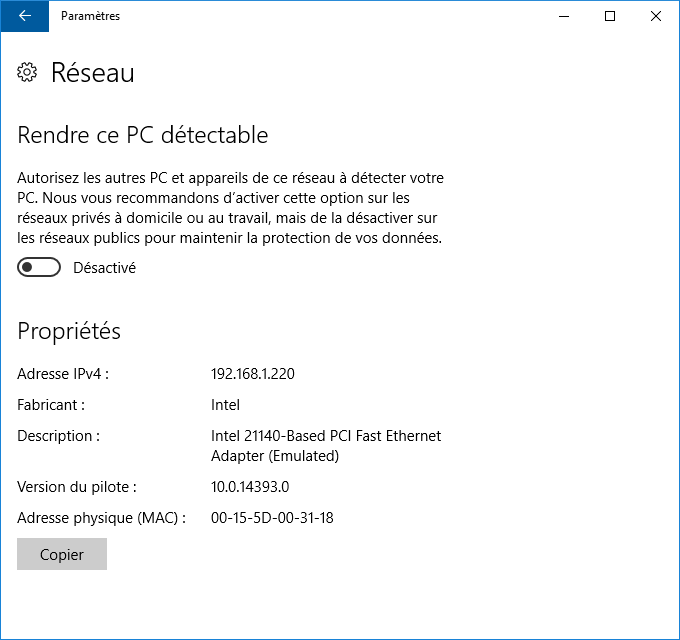 Paramètres
Réseau
Rendre ce PC détectable
Autorisez les autres PC et appareils de ce réseau à détecter votre
PC. Nous vous recommandons d’activer cette option sur les
réseaux privés à domicile ou au travail, mais de la désactiver sur
les réseaux publics pour maintenir la protection de vos données.
Désactivé
Propriétés
Adresse IPv4 : 192.168.1.220
Fabricant : Intel
Description : Intel 21140-Based PCI Fast Ethernet
Adapter (Emulated)
Version du pilote : 10.0.14393.0
Adresse physique (MAC) : 00-15-5D-00-31-18
Copier